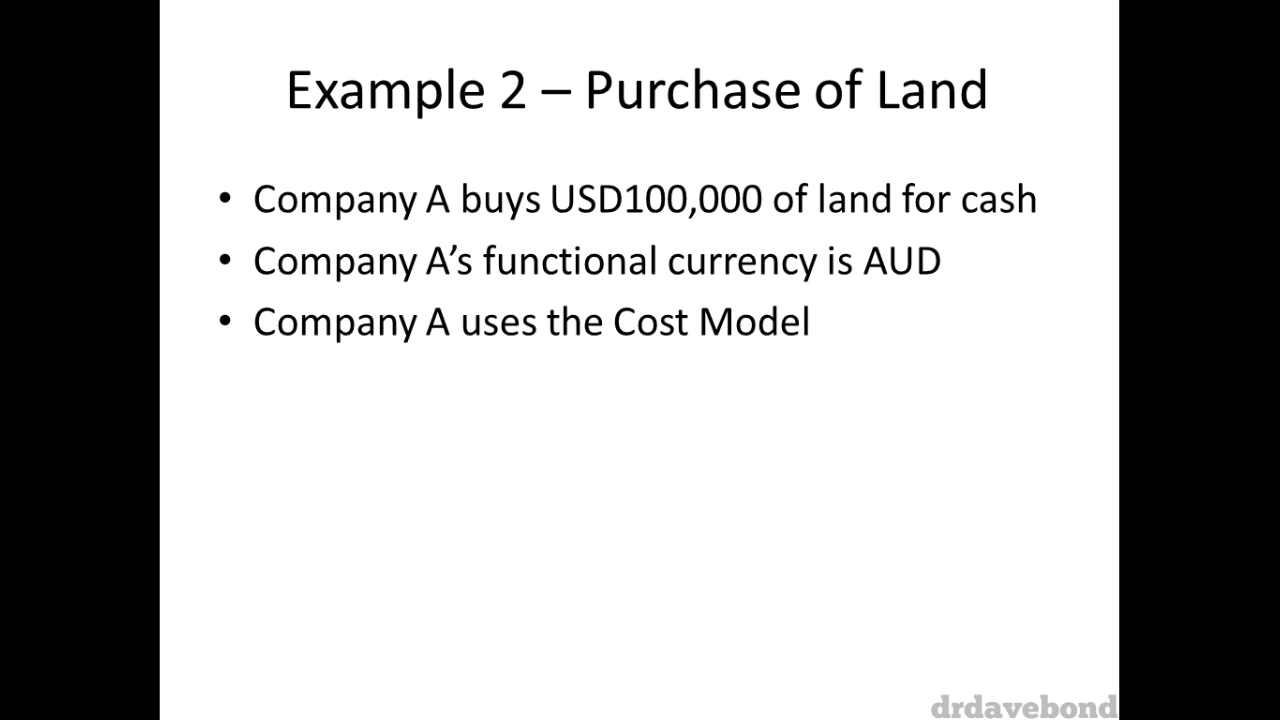 Example 2 – Purchase of Land
• Company A buys USD100,000 of land for cash
• Company A’s functional currency is AUD
• Company A uses the Cost Model
drdavebond